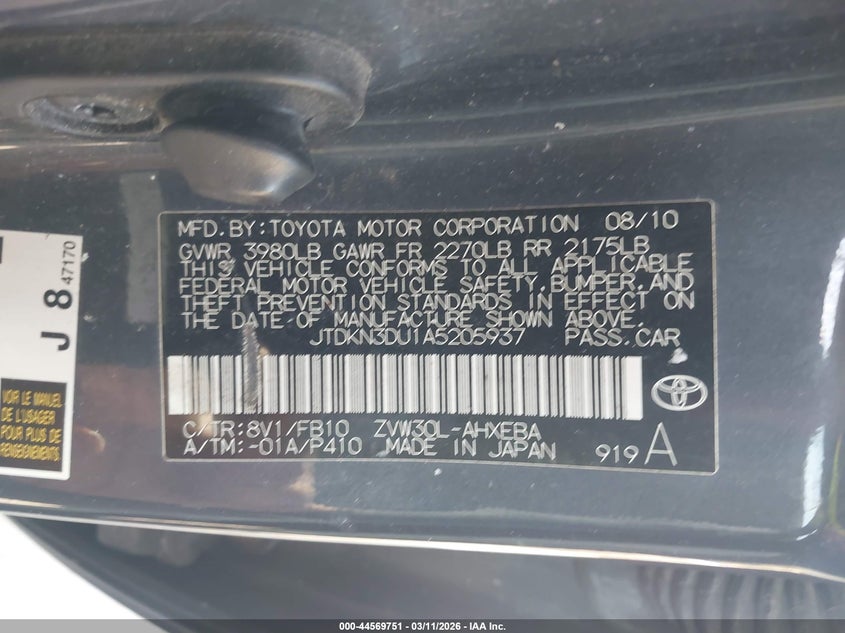 MFD.BY:TOYOTA MOTOR CORPORATION 08/10
GVWR 3980LB GAWR FR 2270LB RR 2175LB
THIS VEHICLE CONFORMS TO ALL APPLICABLE
FEDERAL MOTOR VEHICLE SAFETY,BUMPER,AND
THEFT PREVENTION STANDARDS IN EFFECT ON
THE DATE OF MANUFACTURE SHOWN ABOVE.
JTDKN3DU1A5205937 PASS.CAR
C/TR:8V1/FB10 ZVW30L-AHXEBA
A/TM:-01A/P410 MADE IN JAPAN 919 A
J 8 47170
VOIR LE MANUEL
DE L'USAGER
POUR PLUS DE
RENSEIGNEMENTS
000-44569751 | 03/11/2026 - IAA Inc.